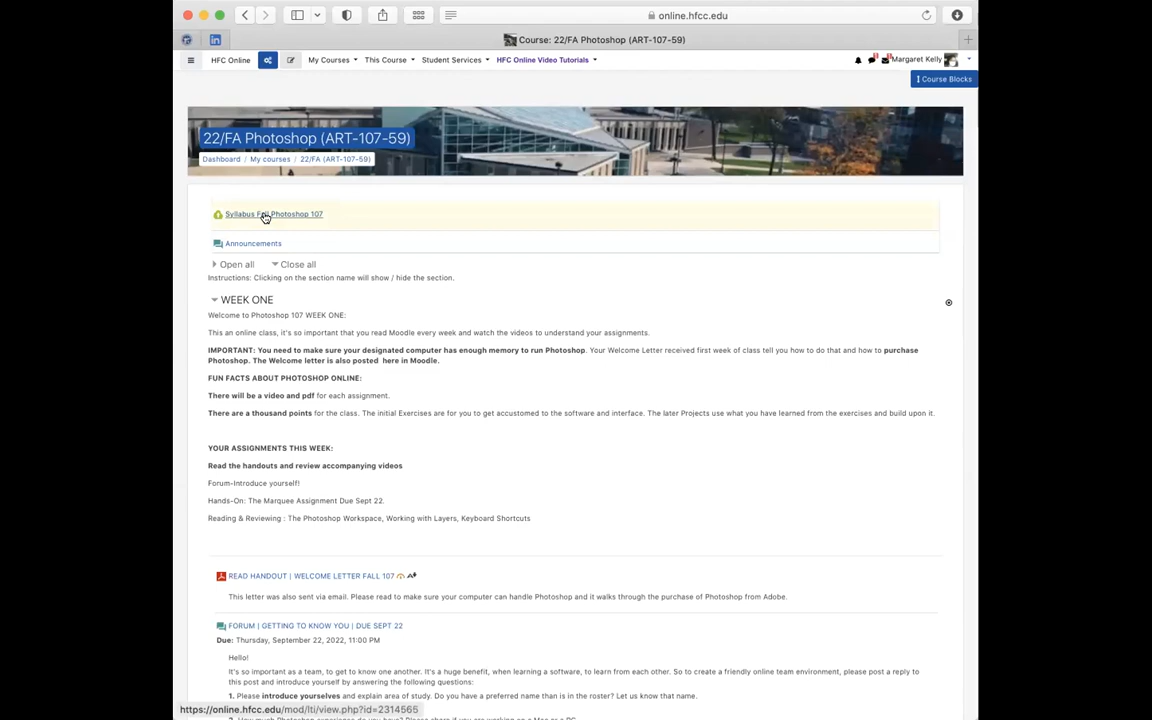 online.hfcc.edu
Course: 22/FA Photoshop (ART-107-59)
HFC Online
My Courses
This Course
Student Services
HFC Online Video Tutorials
Margaret Kelly
Course Blocks
22/FA Photoshop (ART-107-59)
Dashboard / My courses / 22/FA (ART-107-59)
Syllabus Fall Photoshop 107
Announcements
Open all Close all
Instructions: Clicking on the section name will show / hide the section.
WEEK ONE
Welcome to Photoshop 107 WEEK ONE:
This an online class, it's so important that you read Moodle every week and watch the videos to understand your assignments.
IMPORTANT: You need to make sure your designated computer has enough memory to run Photoshop. Your Welcome Letter received first week of class tell you how to do that and how to purchase
Photoshop. The Welcome letter is also posted here in Moodle.
FUN FACTS ABOUT PHOTOSHOP ONLINE:
There will be a video and pdf for each assignment.
There are a thousand points for the class. The initial Exercises are for you to get accustomed to the software and interface. The later Projects use what you have learned from the exercises and build upon it.
YOUR ASSIGNMENTS THIS WEEK:
Read the handouts and review accompanying videos
Forum-Introduce yourself!
Hands-On: The Marquee Assignment Due Sept 22.
Reading & Reviewing : The Photoshop Workspace, Working with Layers, Keyboard Shortcuts
READ HANDOUT | WELCOME LETTER FALL 107
This letter was also sent via email. Please read to make sure your computer can handle Photoshop and it walks through the purchase of Photoshop from Adobe.
FORUM | GETTING TO KNOW YOU | DUE SEPT 22
Due: Thursday, September 22, 2022, 11:00 PM
Hello!
It's so important as a team, to get to know one another. It's a huge benefit, when learning a software, to learn from each other. So to create a friendly online team environment, please post a reply to
this post and introduce yourself by answering the following questions:
1. Please introduce yourselves and explain area of study. Do you have a preferred name than is in the roster? Let us know that name.
https://online.hfcc.edu/mod/lti/view.php?id=2314565